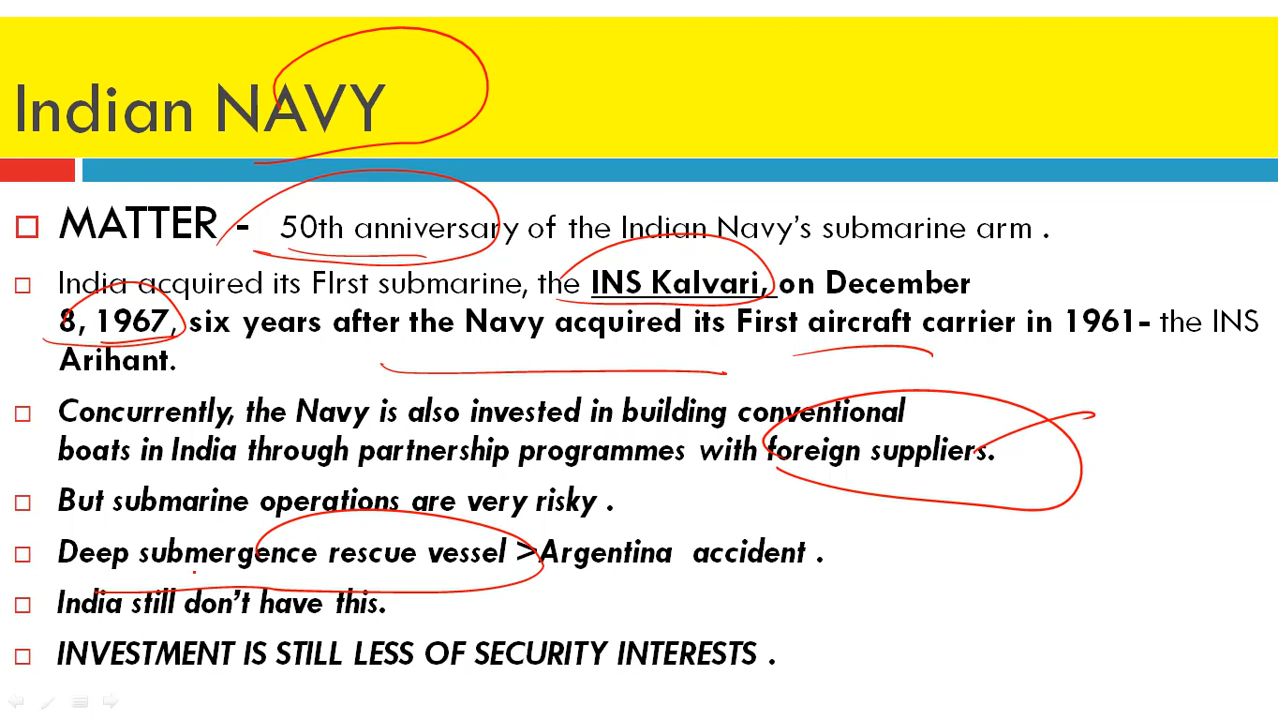 Indian NAVY
MATTER - 50th anniversary of the Indian Navy's submarine arm .
India acquired its FIrst submarine, the INS Kalvari, on December
8, 1967, six years after the Navy acquired its First aircraft carrier in 1961- the INS
Arihant.
Concurrently, the Navy is also invested in building conventional
boats in India through partnership programmes with foreign suppliers.
But submarine operations are very risky .
Deep submergence rescue vessel >Argentina accident .
India still don't have this.
INVESTMENT IS STILL LESS OF SECURITY INTERESTS .